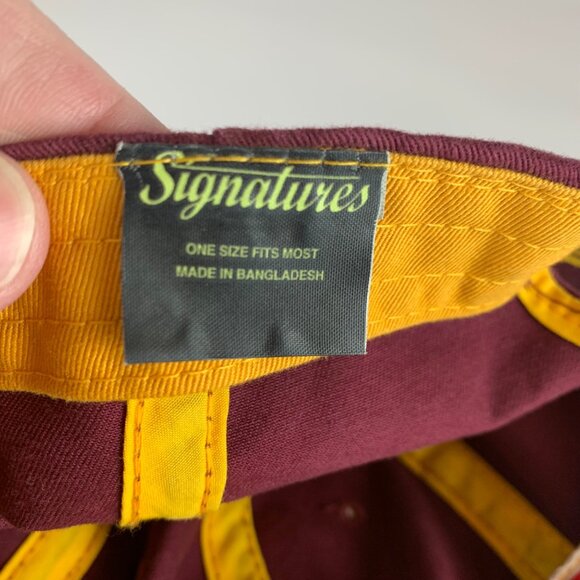 Signatures
ONE SIZE FITS MOST
MADE IN BANGLADESH